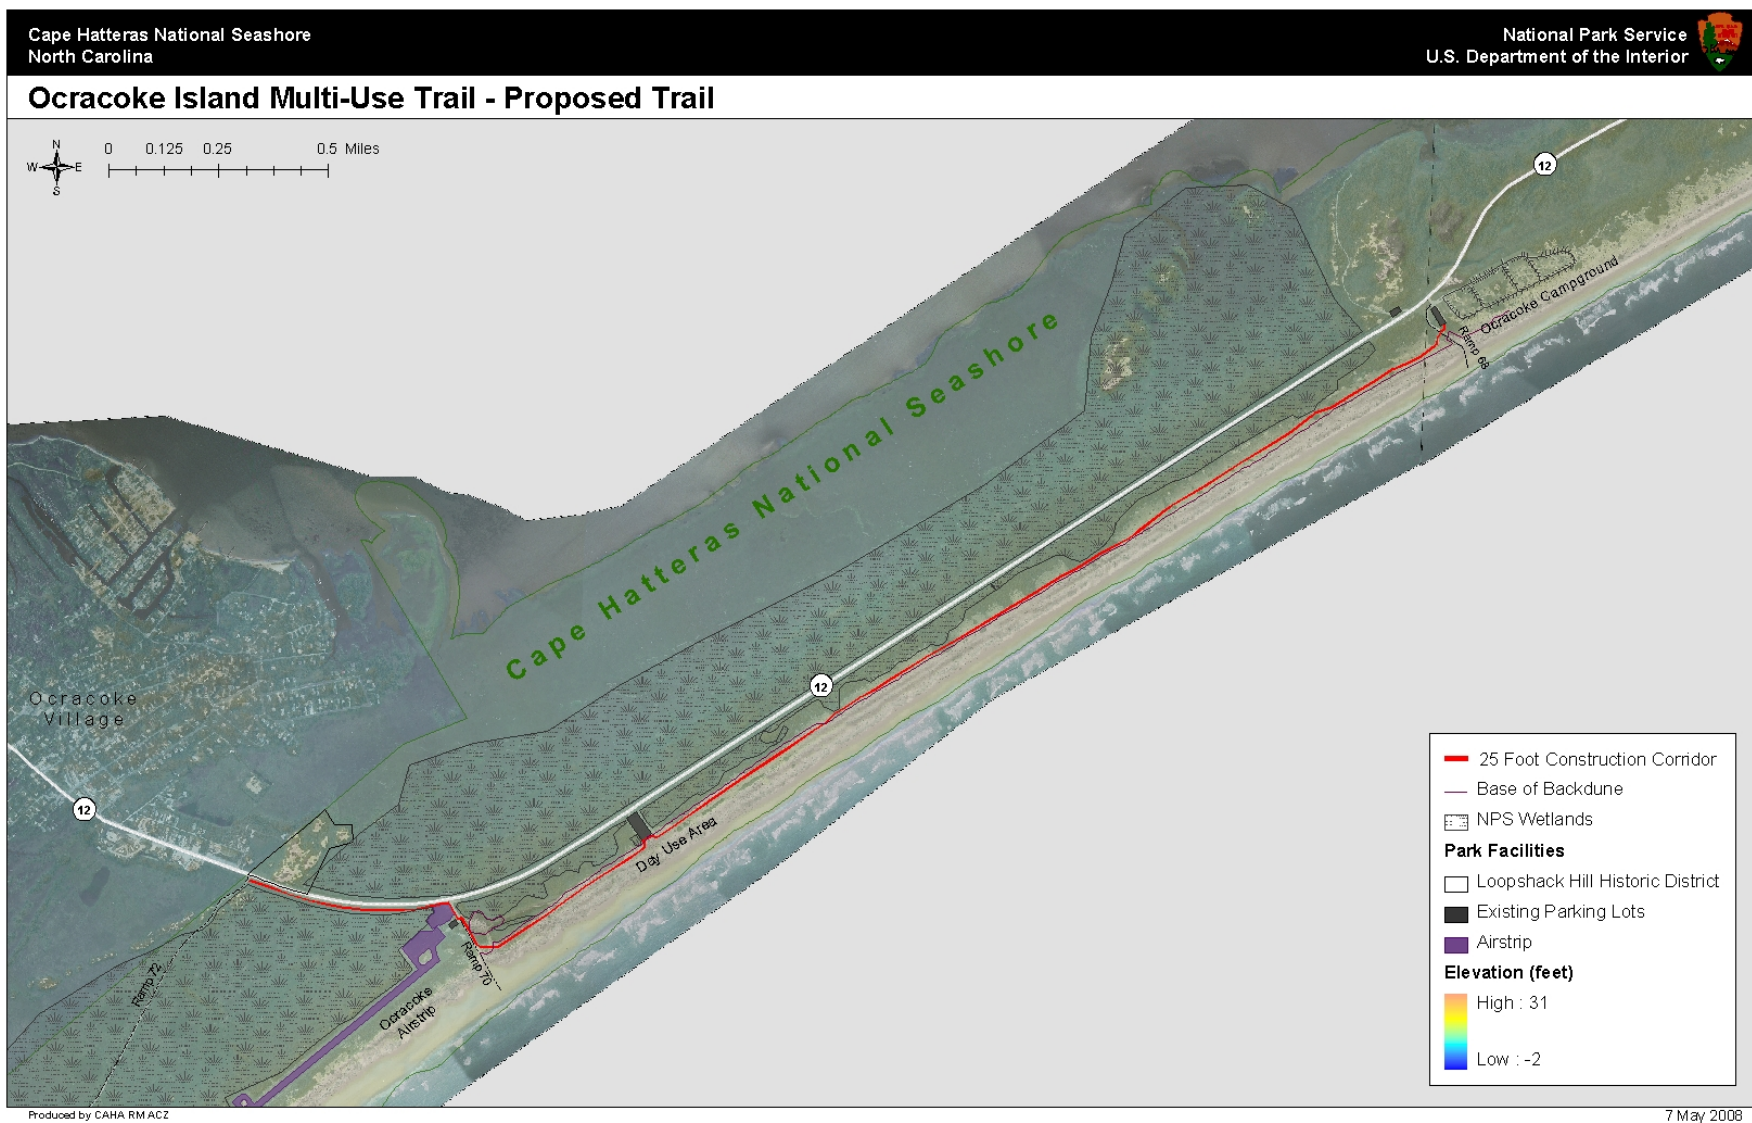 Cape Hatteras National Seashore
North Carolina
National Park Service
U.S. Department of the Interior
Ocracoke Island Multi-Use Trail - Proposed Trail
N
W E
S
0 0.125 0.25 0.5 Miles
12
Ocracoke Campground
Ramp 68
Cape Hatteras National Seashore
12
Ocracoke
Village
12
Day Use Area
Ramp 70
Ramp 72
Ocracoke
Airstrip
25 Foot Construction Corridor
Base of Backdune
NPS Wetlands
Park Facilities
Loopshack Hill Historic District
Existing Parking Lots
Airstrip
Elevation (feet)
High : 31
Low : -2
Produced by CAHA RM ACZ
7 May 2008